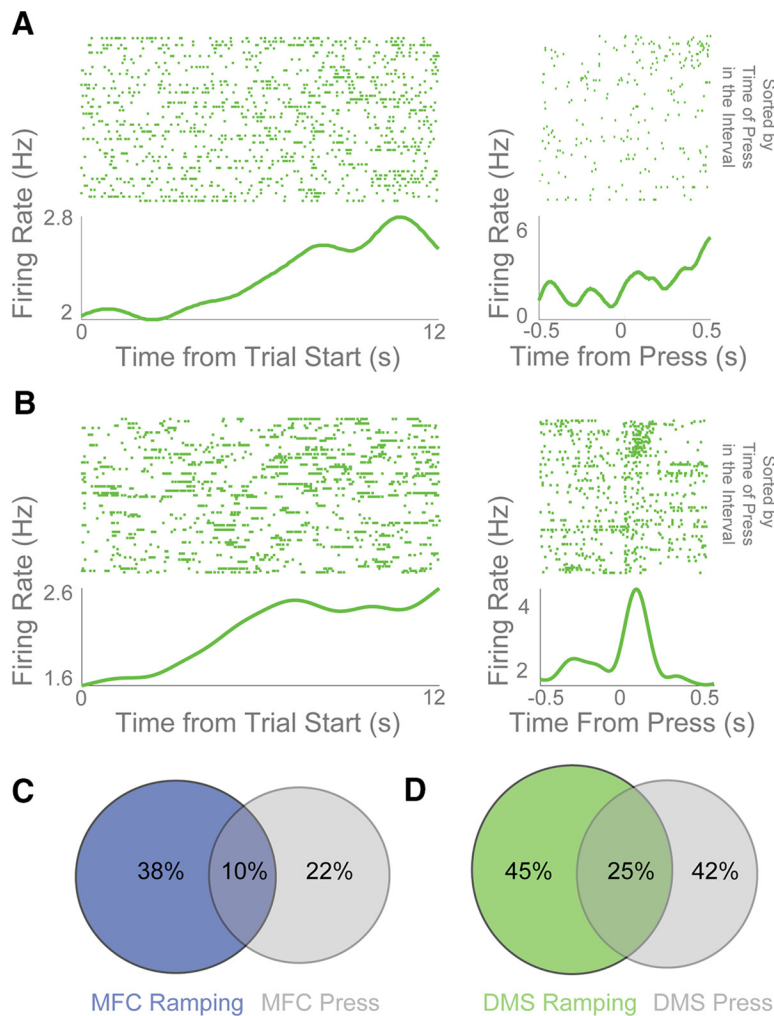 A
Firing Rate (Hz)
2.8
2
0
12
Time from Trial Start (s)
Sorted by
Time of Press
in the Interval
Firing Rate (Hz)
6
0
-0.5
0
0.5
Time from Press (s)
B
Firing Rate (Hz)
2.6
1.6
0
12
Time from Trial Start (s)
Sorted by
Time of Press
in the Interval
Firing Rate (Hz)
4
2
-0.5
0
0.5
Time From Press (s)
C
38%
10%
22%
MFC Ramping
MFC Press
D
45%
25%
42%
DMS Ramping
DMS Press